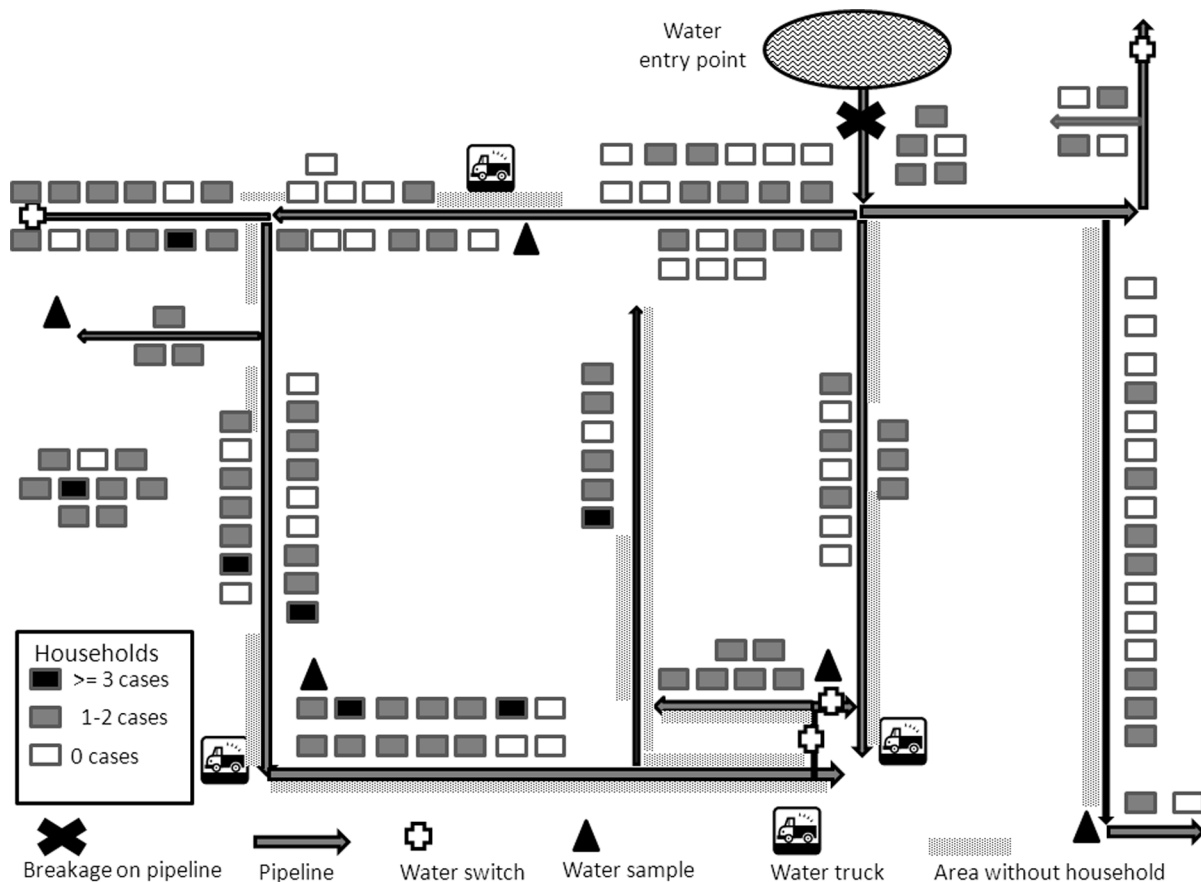 Water
entry point
Households
>= 3 cases
1-2 cases
0 cases
Breakage on pipeline
Pipeline
Water switch
Water sample
Water truck
Area without household